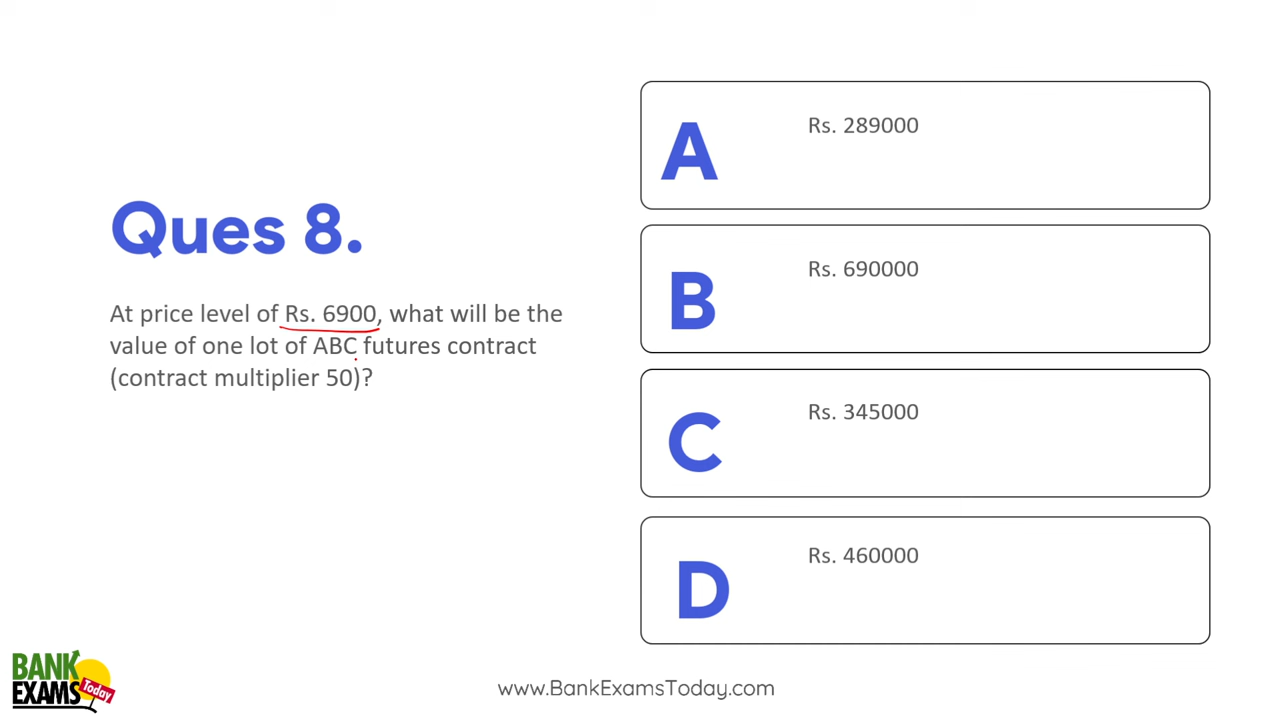 Ques 8.
At price level of Rs. 6900, what will be the
value of one lot of ABC futures contract
(contract multiplier 50)?
A
Rs. 289000
B
Rs. 690000
C
Rs. 345000
D
Rs. 460000
BANK
EXAMS
Today
www.BankExamsToday.com